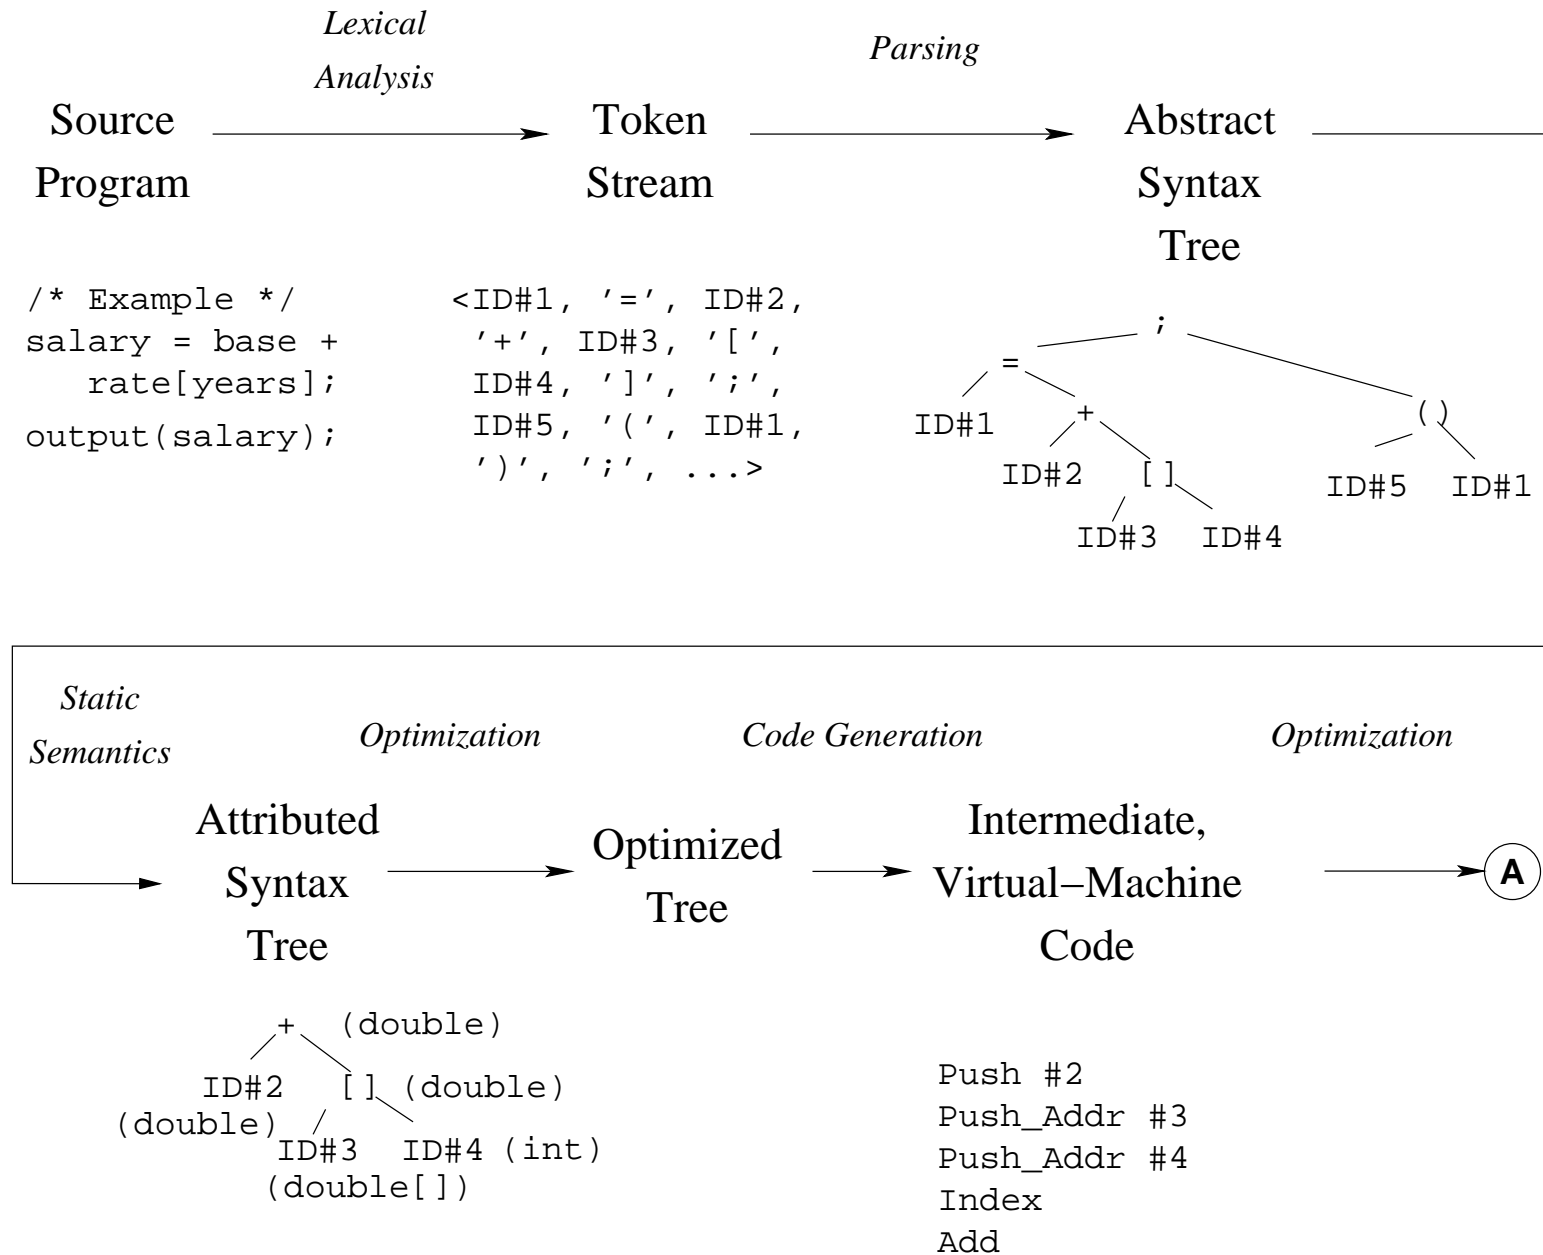 Lexical
Analysis
Parsing
Source
Program
Token
Stream
Abstract
Syntax
Tree
/* Example */
salary = base +
rate[years];
output(salary);
<ID#1, '=', ID#2,
'+', ID#3, '[',
ID#4, ']', ';',
ID#5, '(', ID#1,
')', ';', ...>
;
=
ID#1
+
()
ID#2
[]
ID#5 ID#1
ID#3 ID#4
Static
Semantics
Optimization
Code Generation
Optimization
Attributed
Syntax
Tree
Optimized
Tree
Intermediate,
Virtual−Machine
Code
A
+ (double)
ID#2 [] (double)
(double)
ID#3 ID#4 (int)
(double[])
Push #2
Push_Addr #3
Push_Addr #4
Index
Add